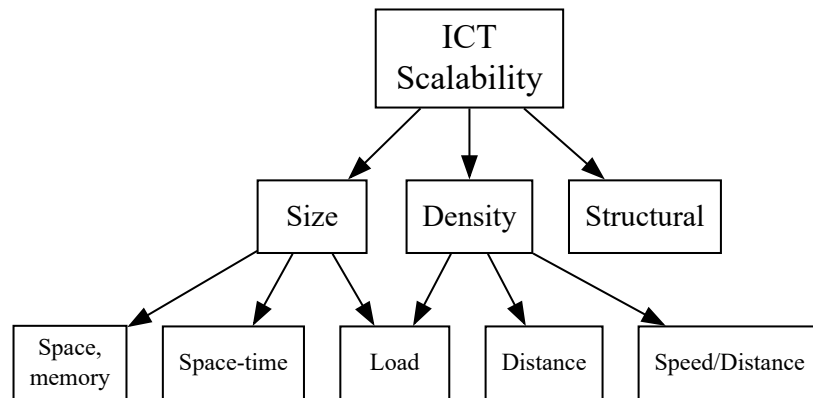 ICT
Scalability
Size
Density
Structural
Space,
memory
Space-time
Load
Distance
Speed/Distance